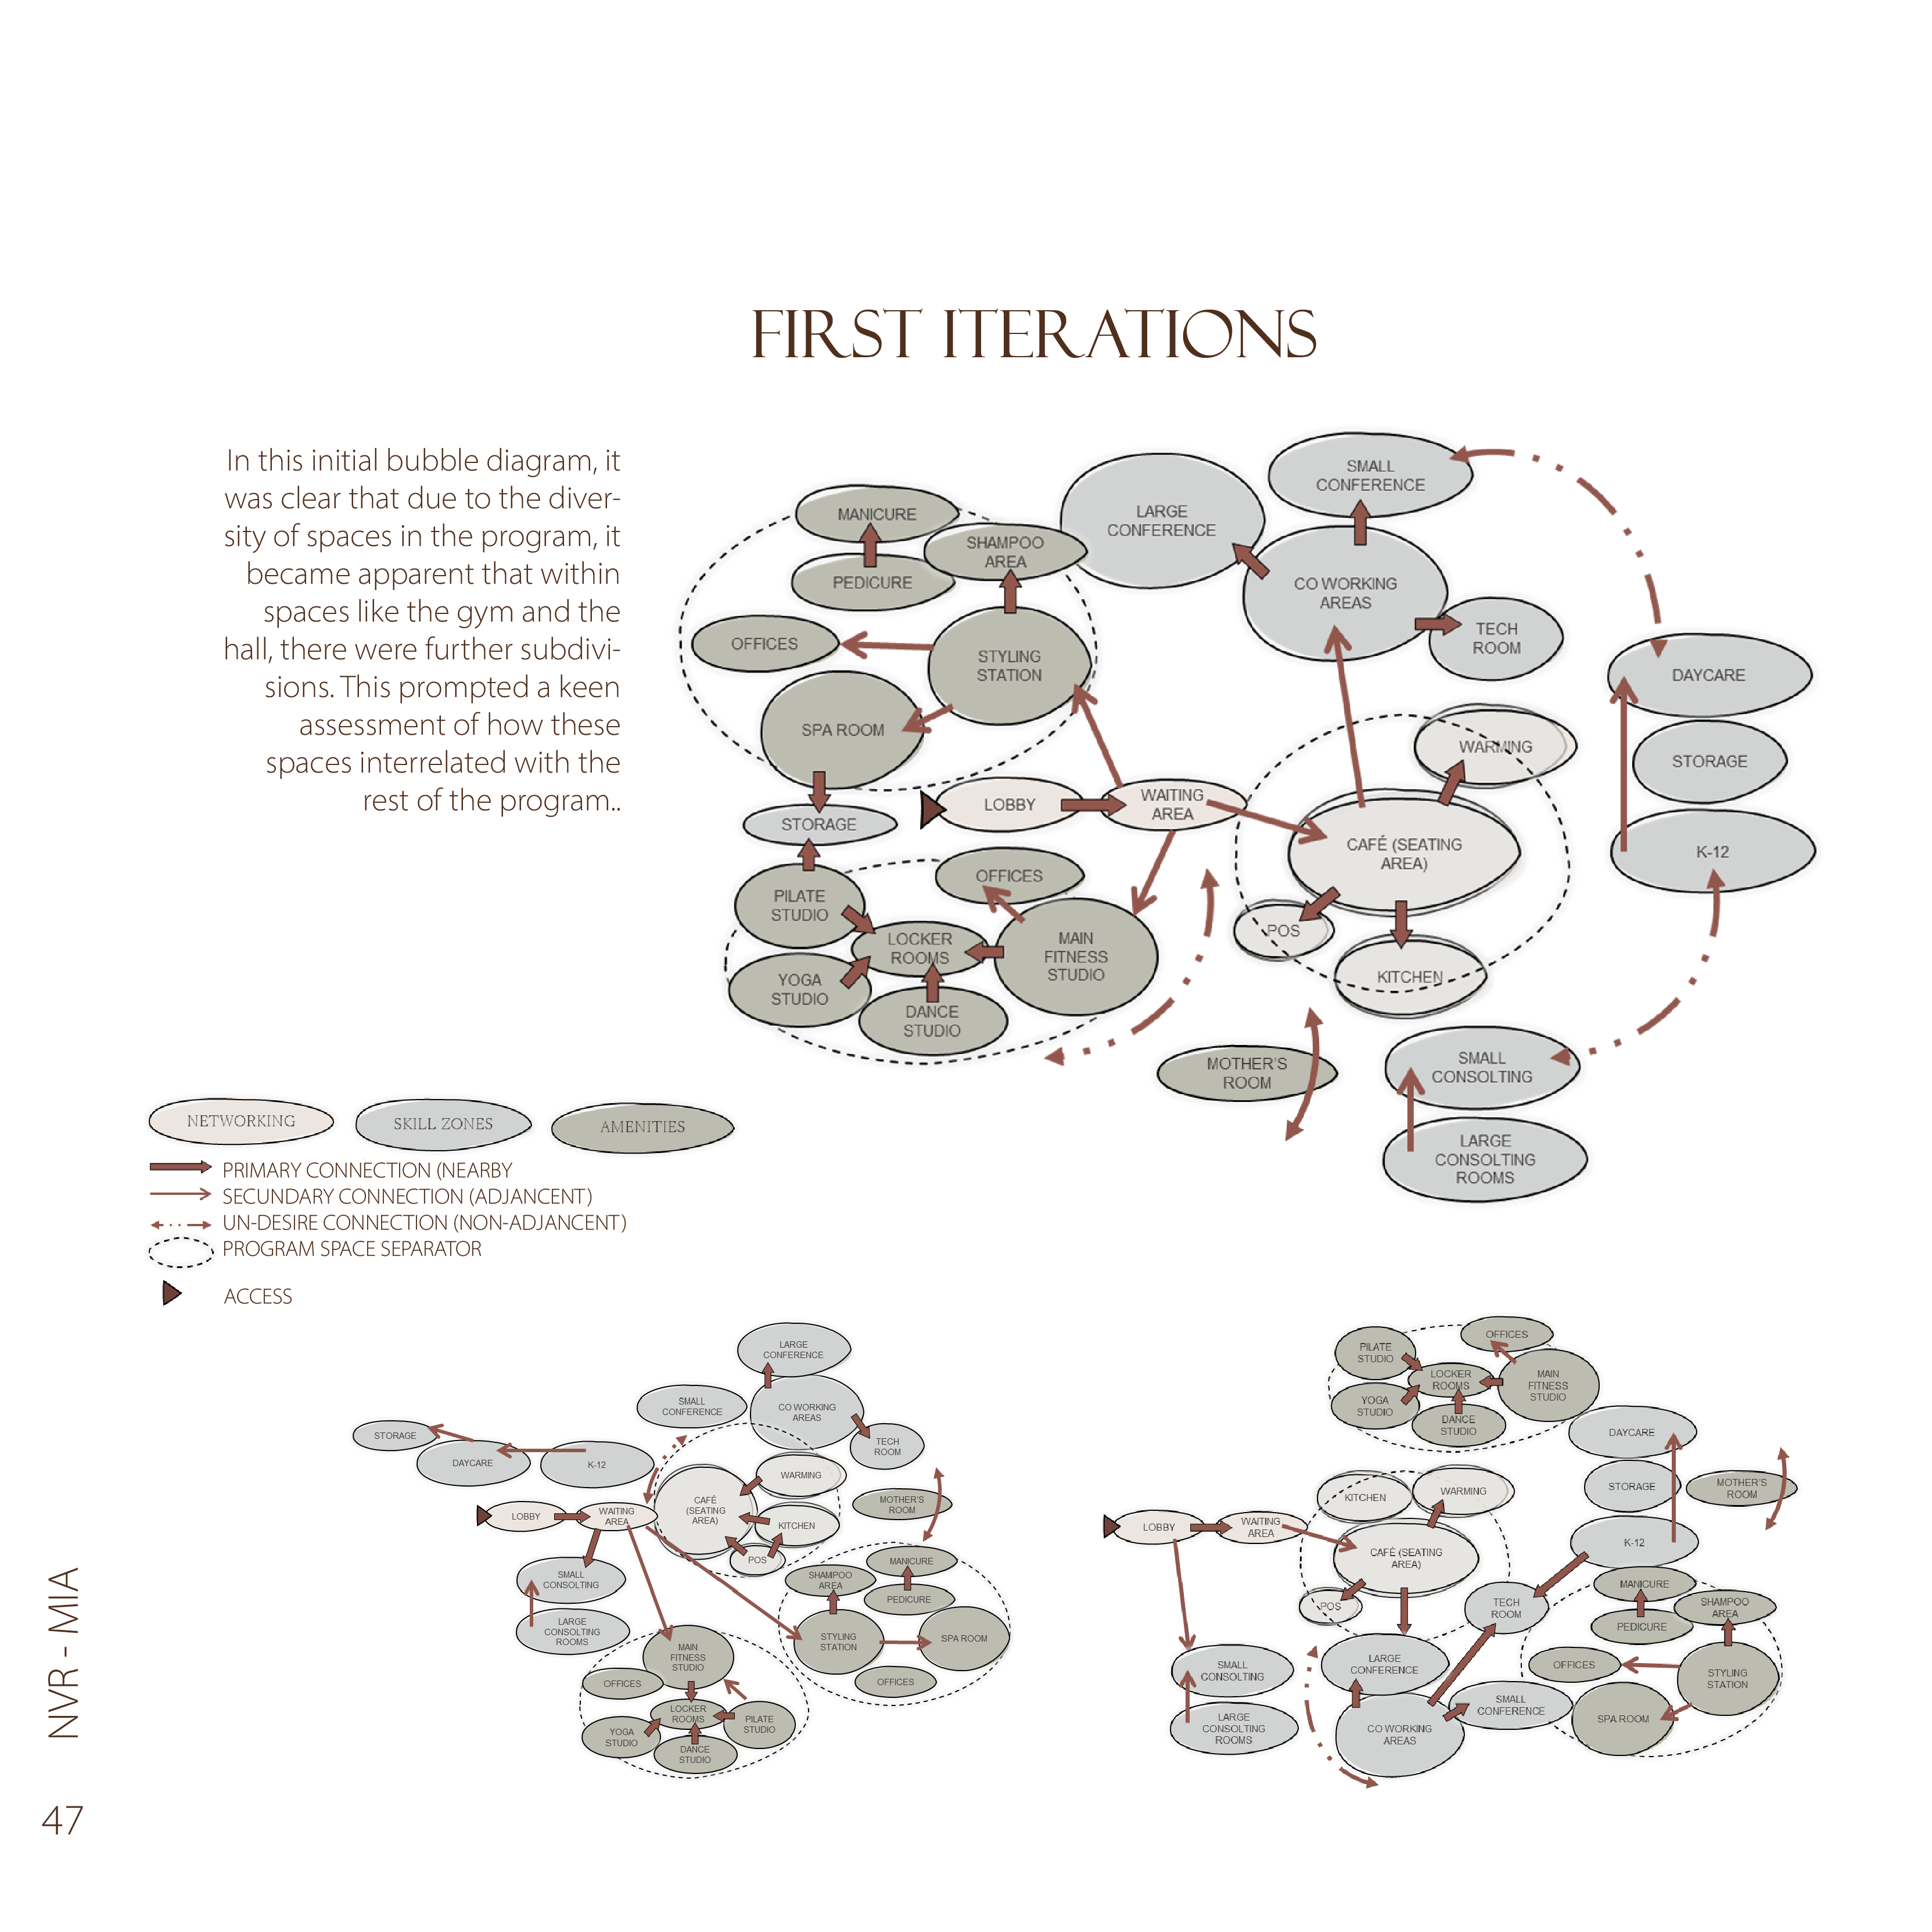 FIRST ITERATIONS
In this initial bubble diagram, it
was clear that due to the diver-
sity of spaces in the program, it
became apparent that within
spaces like the gym and the
hall, there were further subdivi-
sions. This prompted a keen
assessment of how these
spaces interrelated with the
rest of the program..
MANICURE
PEDICURE
SHAMPOO
AREA
OFFICES
STYLING
STATION
SPA ROOM
STORAGE
LARGE
CONFERENCE
SMALL
CONFERENCE
CO WORKING
AREAS
TECH
ROOM
DAYCARE
STORAGE
K-12
LOBBY
WAITING
AREA
WARMING
CAFÉ (SEATING
AREA)
POS
KITCHEN
PILATE
STUDIO
OFFICES
LOCKER
ROOMS
MAIN
FITNESS
STUDIO
YOGA
STUDIO
DANCE
STUDIO
MOTHER'S
ROOM
SMALL
CONSOLTING
LARGE
CONSOLTING
ROOMS
NETWORKING
SKILL ZONES
AMENITIES
PRIMARY CONNECTION (NEARBY
SECUNDARY CONNECTION (ADJANCENT)
UN-DESIRE CONNECTION (NON-ADJANCENT)
PROGRAM SPACE SEPARATOR
ACCESS
LARGE
CONFERENCE
SMALL
CONFERENCE
CO WORKING
AREAS
TECH
ROOM
STORAGE
DAYCARE
K-12
WARMING
CAFÉ
(SEATING
AREA)
KITCHEN
POS
MOTHER'S
ROOM
LOBBY
WAITING
AREA
SMALL
CONSOLTING
LARGE
CONSOLTING
ROOMS
MANICURE
SHAMPOO
AREA
PEDICURE
STYLING
STATION
SPA ROOM
OFFICES
MAIN
FITNESS
STUDIO
OFFICES
LOCKER
ROOMS
PILATE
STUDIO
YOGA
STUDIO
DANCE
STUDIO
PILATE
STUDIO
OFFICES
LOCKER
ROOMS
MAIN
FITNESS
STUDIO
YOGA
STUDIO
DANCE
STUDIO
DAYCARE
STORAGE
MOTHER'S
ROOM
K-12
KITCHEN
WARMING
LOBBY
WAITING
AREA
CAFÉ (SEATING
AREA)
POS
TECH
ROOM
MANICURE
SHAMPOO
AREA
PEDICURE
OFFICES
STYLING
STATION
SPA ROOM
SMALL
CONSOLTING
LARGE
CONSOLTING
ROOMS
LARGE
CONFERENCE
SMALL
CONFERENCE
CO WORKING
AREAS
NVR - MIA
47